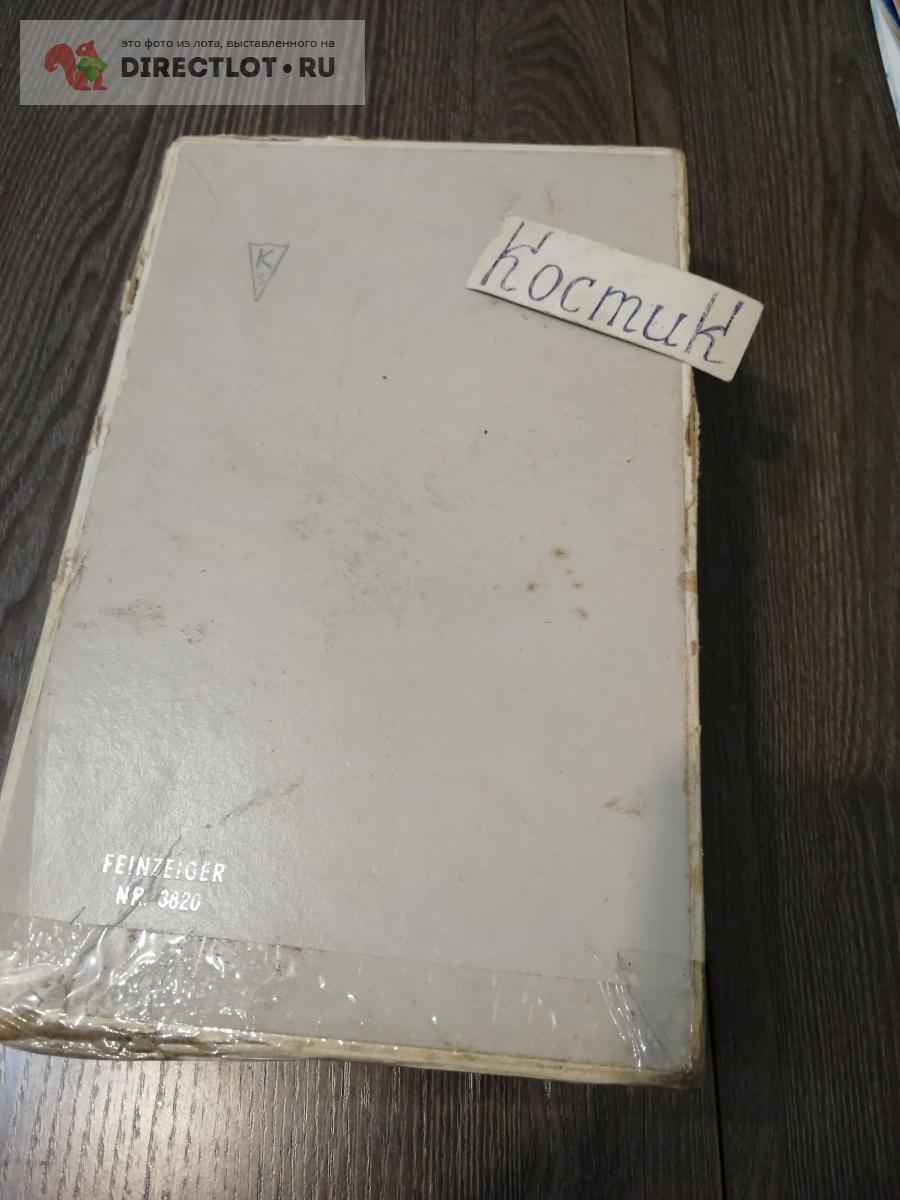 это фото из лота, выставленного на
DIRECTLOT•RU
K
S
Костик
FEINZEIGER
NR. 3820